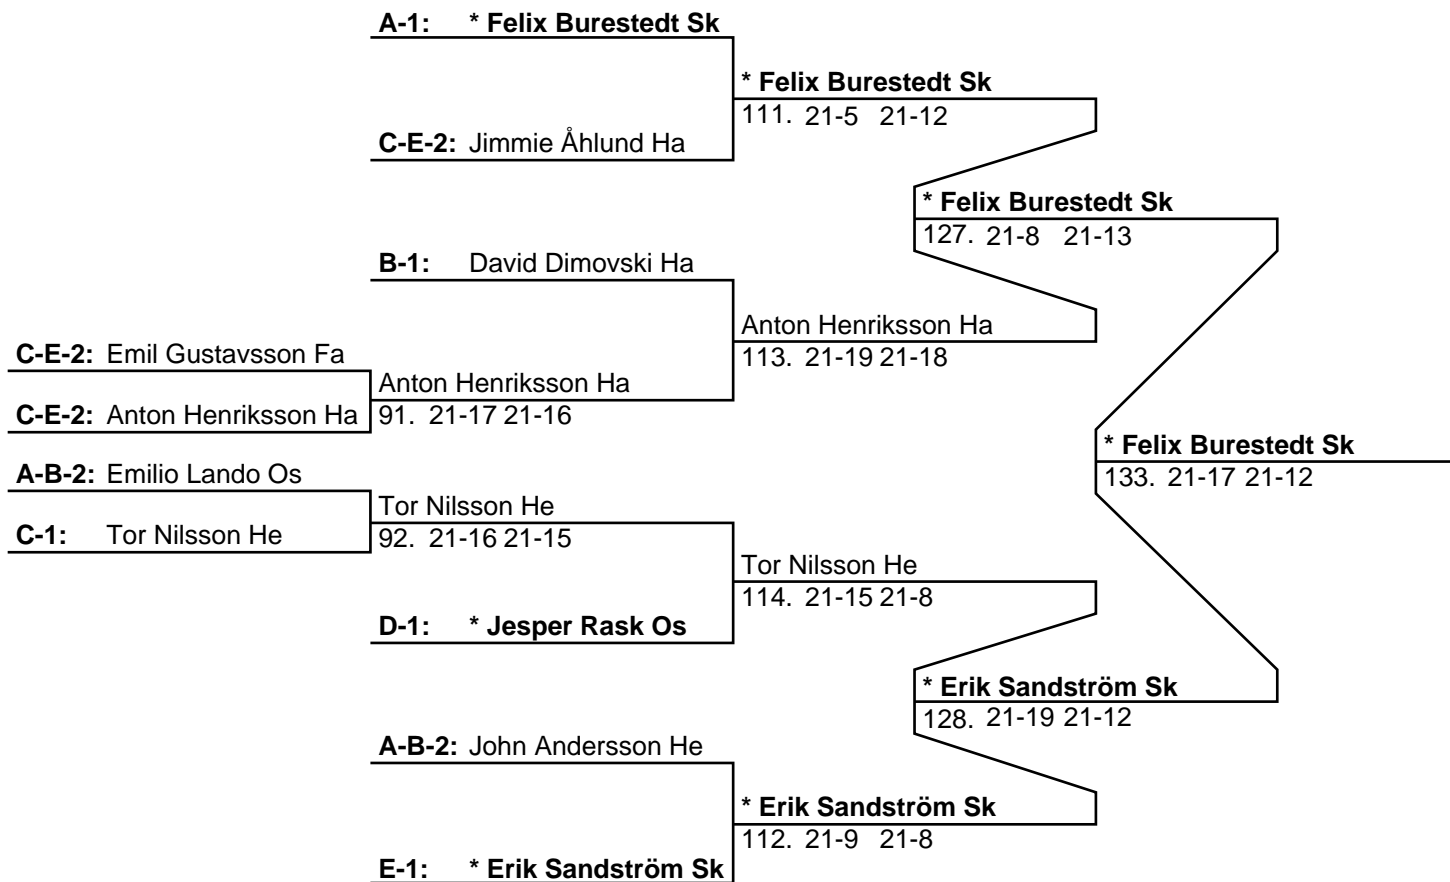 A-1: * Felix Burestedt Sk
* Felix Burestedt Sk
111. 21-5 21-12
C-E-2: Jimmie Åhlund Ha
* Felix Burestedt Sk
127. 21-8 21-13
B-1: David Dimovski Ha
Anton Henriksson Ha
113. 21-19 21-18
C-E-2: Emil Gustavsson Fa
Anton Henriksson Ha
91. 21-17 21-16
C-E-2: Anton Henriksson Ha
* Felix Burestedt Sk
133. 21-17 21-12
A-B-2: Emilio Lando Os
Tor Nilsson He
92. 21-16 21-15
C-1: Tor Nilsson He
Tor Nilsson He
114. 21-15 21-8
D-1: * Jesper Rask Os
* Erik Sandström Sk
128. 21-19 21-12
A-B-2: John Andersson He
* Erik Sandström Sk
112. 21-9 21-8
E-1: * Erik Sandström Sk